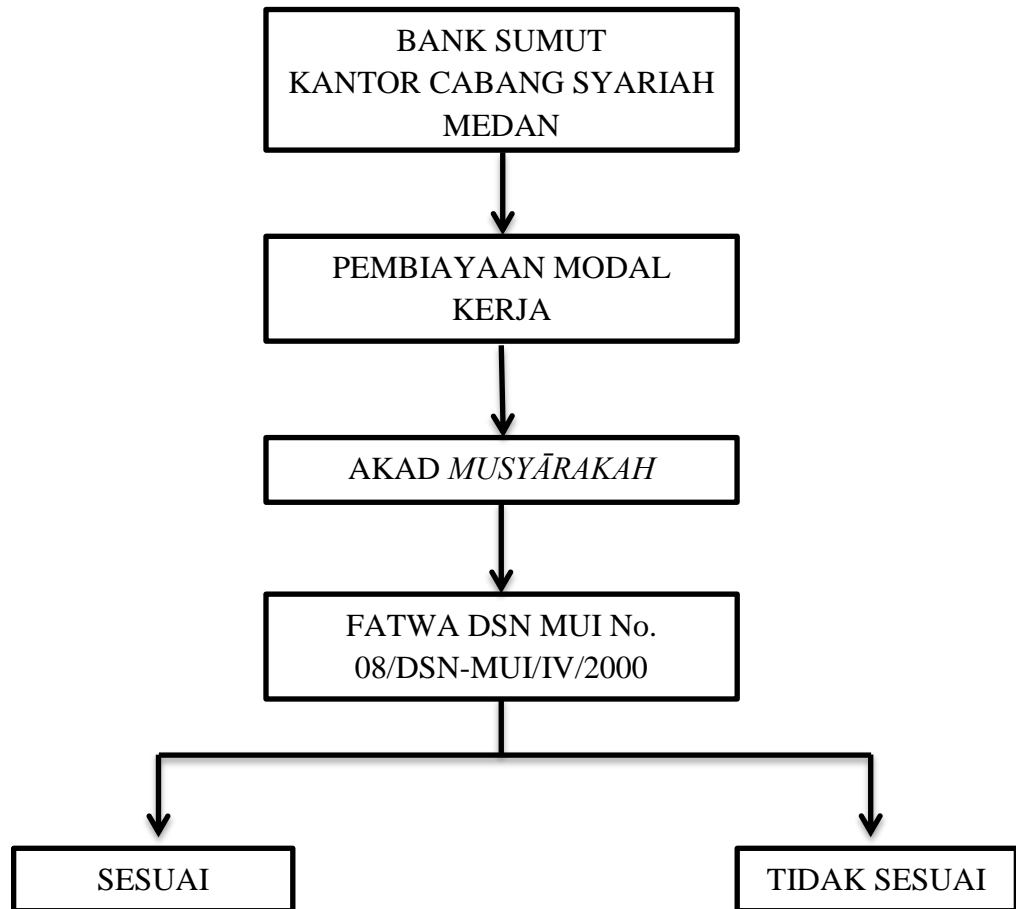 BANK SUMUT
KANTOR CABANG SYARIAH
MEDAN
PEMBIAYAAN MODAL
KERJA
AKAD MUSYĀRAKAH
FATWA DSN MUI No.
08/DSN-MUI/IV/2000
SESUAI
TIDAK SESUAI